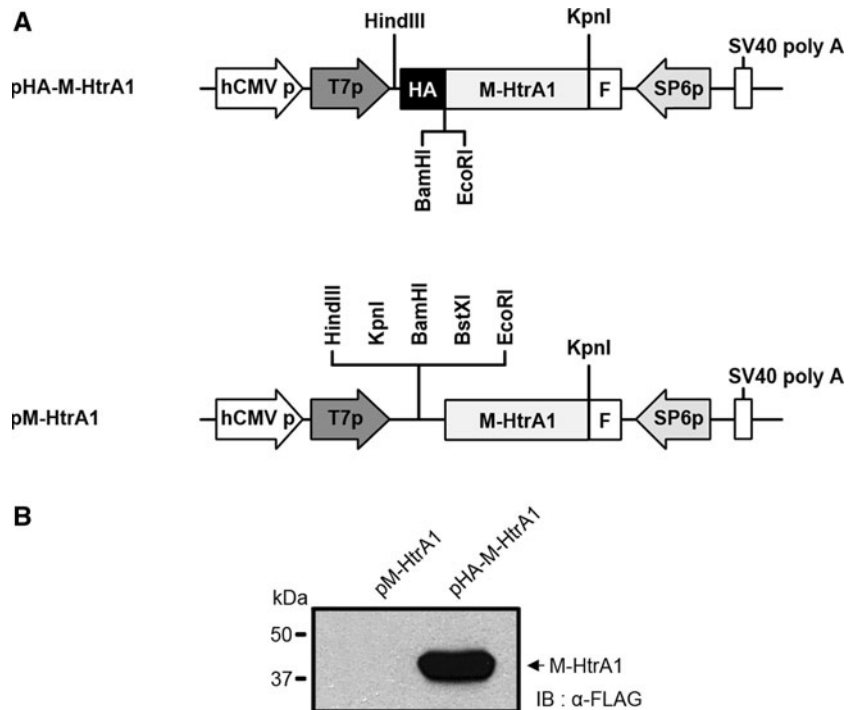 A
HindIII
KpnI
SV40 poly A
pHA-M-HtrA1
hCMV p
T7p
HA
M-HtrA1
F
SP6p
BamHI
EcoRI
HindIII
KpnI
BamHI
BstXI
EcoRI
KpnI
SV40 poly A
pM-HtrA1
hCMV p
T7p
M-HtrA1
F
SP6p
B
pM-HtrA1
pHA-M-HtrA1
kDa
50
37
M-HtrA1
IB : α-FLAG